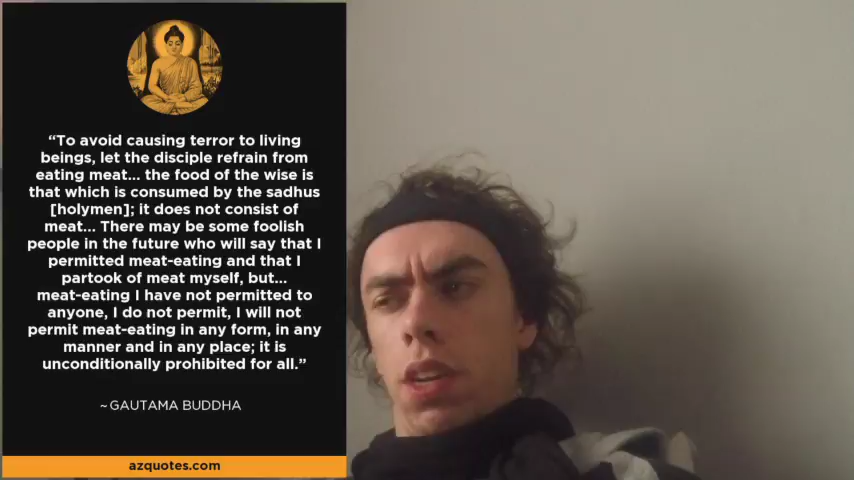 “To avoid causing terror to living
beings, let the disciple refrain from
eating meat... the food of the wise is
that which is consumed by the sadhus
[holymen]; it does not consist of
meat... There may be some foolish
people in the future who will say that I
permitted meat-eating and that I
partook of meat myself, but...
meat-eating I have not permitted to
anyone, I do not permit, I will not
permit meat-eating in any form, in any
manner and in any place; it is
unconditionally prohibited for all.”
~ GAUTAMA BUDDHA
azquotes.com